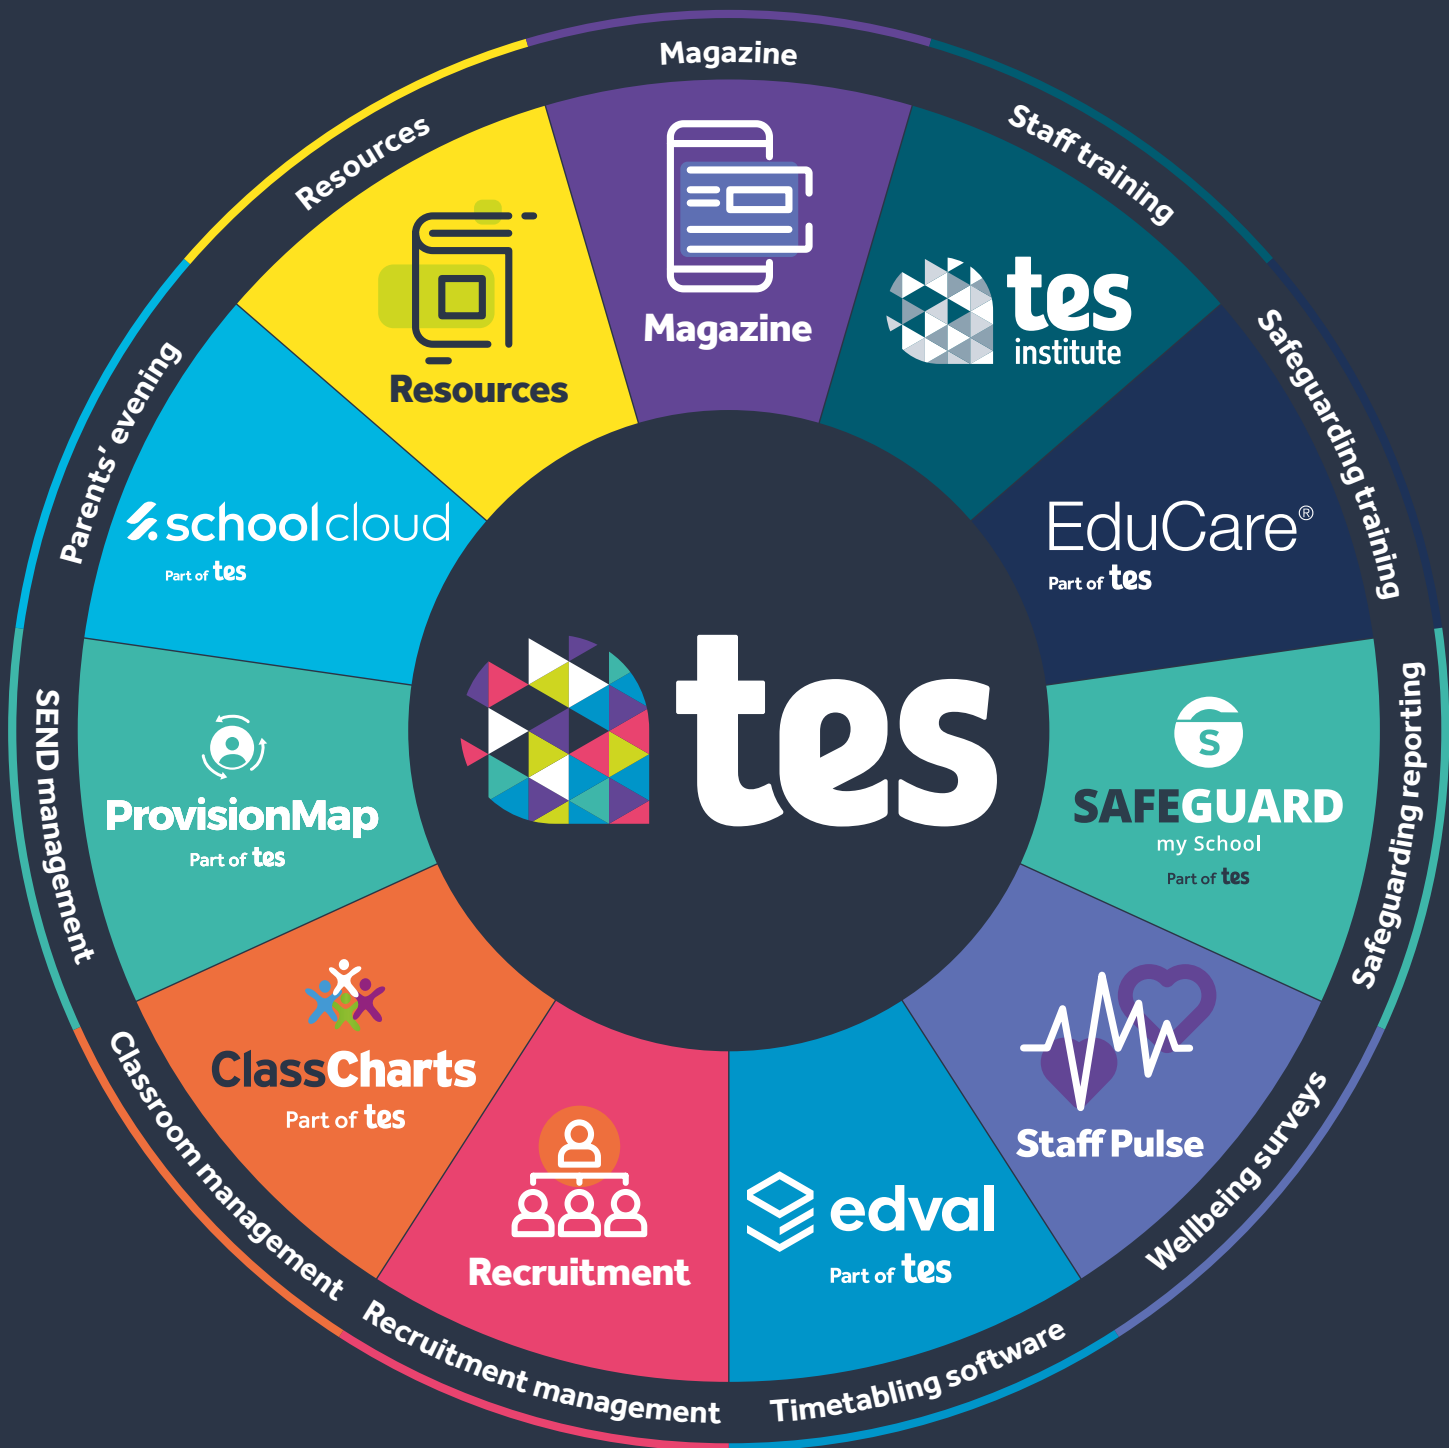 Magazine
Magazine
Staff training
tes
institute
Safeguarding training
EduCare®
Part of tes
Safeguarding reporting
S
SAFEGUARD
my School
Part of tes
Wellbeing surveys
Staff Pulse
Timetabling software
edval
Part of tes
Recruitment management
Recruitment
Classroom management
ClassCharts
Part of tes
SEND management
ProvisionMap
Part of tes
Parents' evening
schoolcloud
Part of tes
Resources
Resources
tes